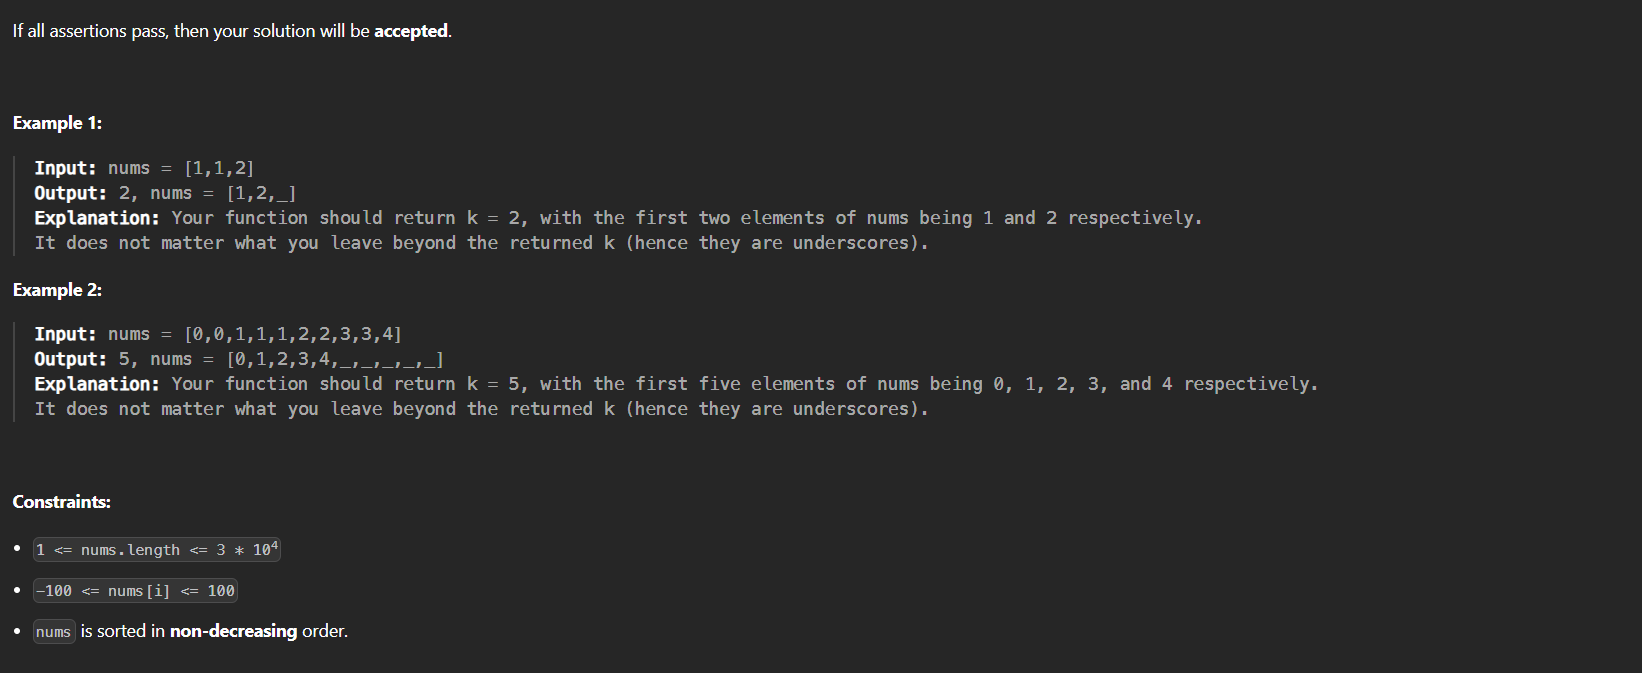 If all assertions pass, then your solution will be accepted.
Example 1:
Input: nums = [1,1,2]
Output: 2, nums = [1,2,_]
Explanation: Your function should return k = 2, with the first two elements of nums being 1 and 2 respectively.
It does not matter what you leave beyond the returned k (hence they are underscores).
Example 2:
Input: nums = [0,0,1,1,1,2,2,3,3,4]
Output: 5, nums = [0,1,2,3,4,_,_,_,_,_]
Explanation: Your function should return k = 5, with the first five elements of nums being 0, 1, 2, 3, and 4 respectively.
It does not matter what you leave beyond the returned k (hence they are underscores).
Constraints:
• 1 <= nums.length <= 3 * 10⁴
• -100 <= nums[i] <= 100
• nums is sorted in non-decreasing order.